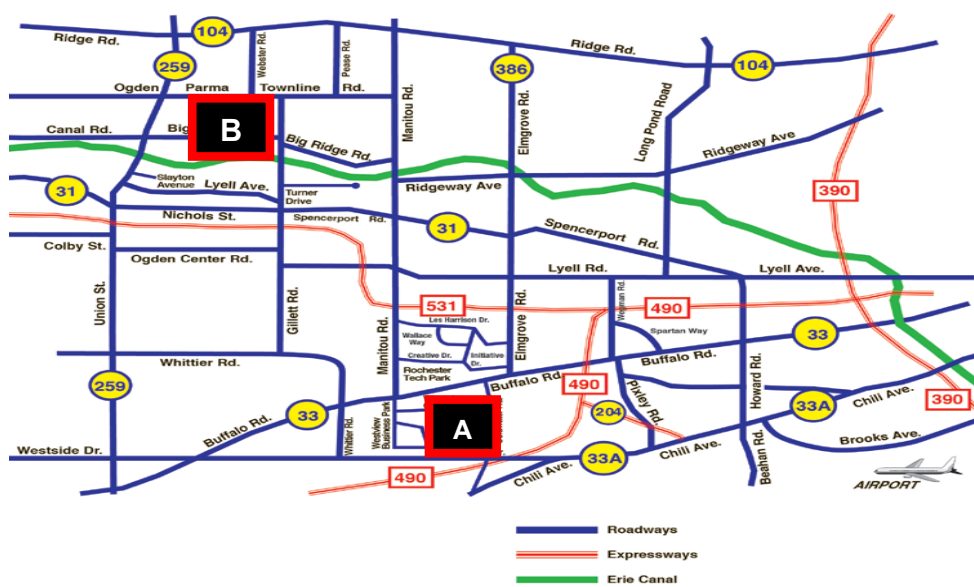 104
Ridge Rd.
Webster Rd.
Pease Rd.
386
Ridge Rd.
104
259
Ogden Parma Townline Rd.
Manitou Rd.
Elmgrove Rd.
Long Pond Road
Canal Rd.
B
Big Ridge Rd.
Ridgeway Ave
Slayton
Avenue
Lyell Ave.
Turner
Drive
Ridgeway Ave
390
31
Nichols St.
Spencerport Rd.
31
Spencerport Rd.
Colby St.
Ogden Center Rd.
Lyell Rd.
Lyell Ave.
Union St.
Gillett Rd.
Manitou Rd.
531
Elmgrove Rd.
Wegman Rd.
490
Les Harrison Dr.
Wallace
Way
Spartan Way
33
Creative Dr.
Initiative
Dr.
Whittier Rd.
Rochester
Tech Park
Buffalo Rd.
Buffalo Rd.
259
490
Pixley Rd.
Howard Rd.
33A
Chili Ave.
390
Buffalo Rd.
33
Whittier Rd.
Westview
Business Park
A
204
Westside Dr.
490
Chili Ave.
33A
Chili Ave.
Beehan Rd.
Brooks Ave.
AIRPORT
Roadways
Expressways
Erie Canal